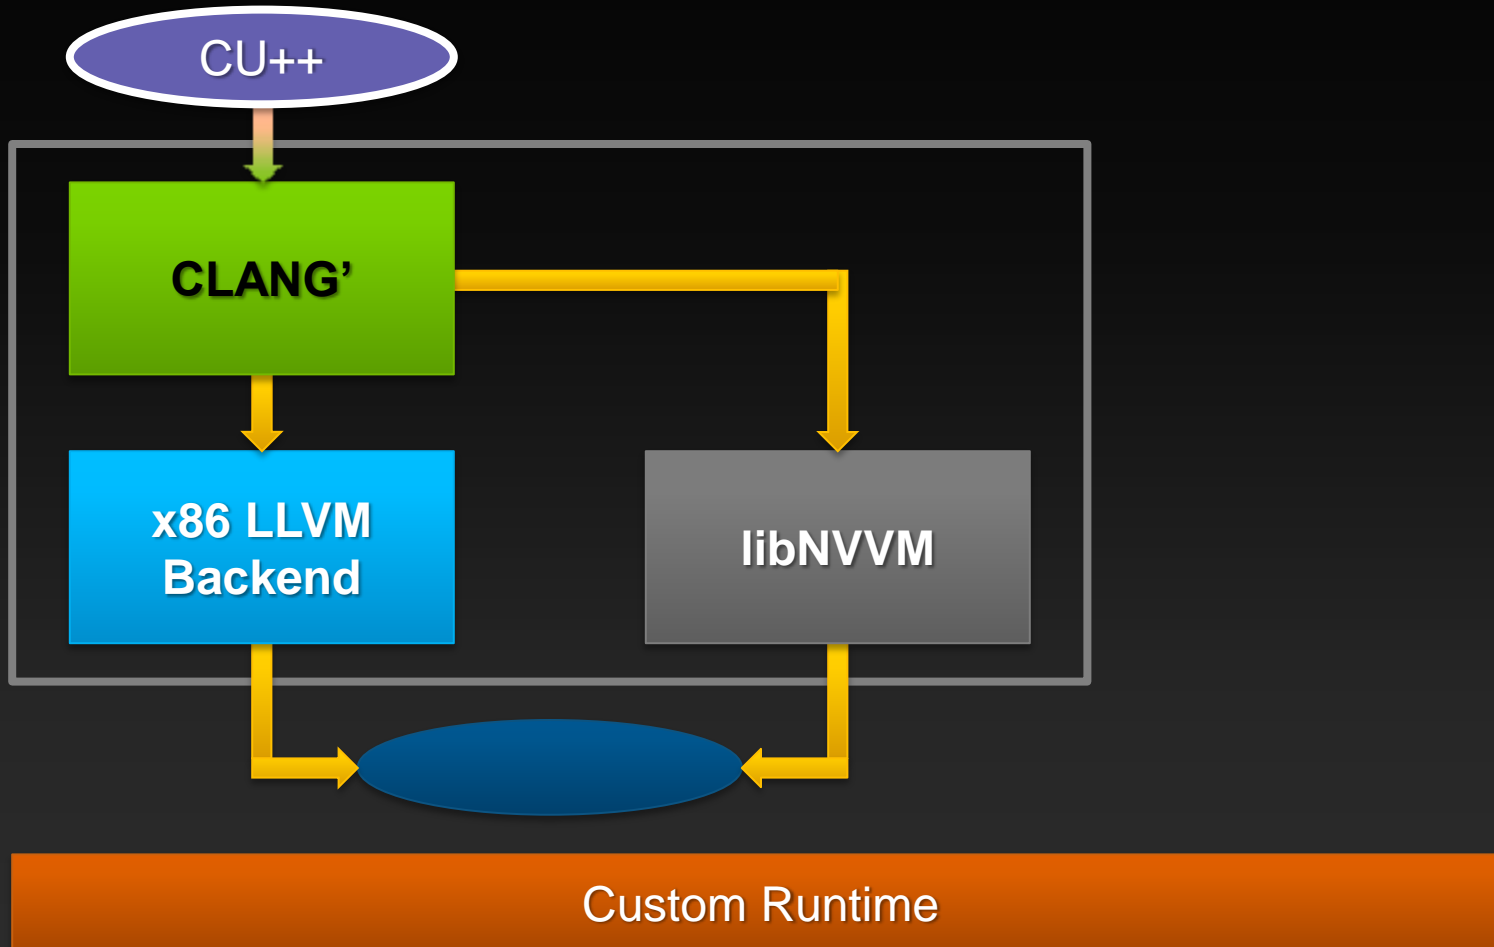 CU++
CLANG’
x86 LLVM
Backend
libNVVM
Custom Runtime